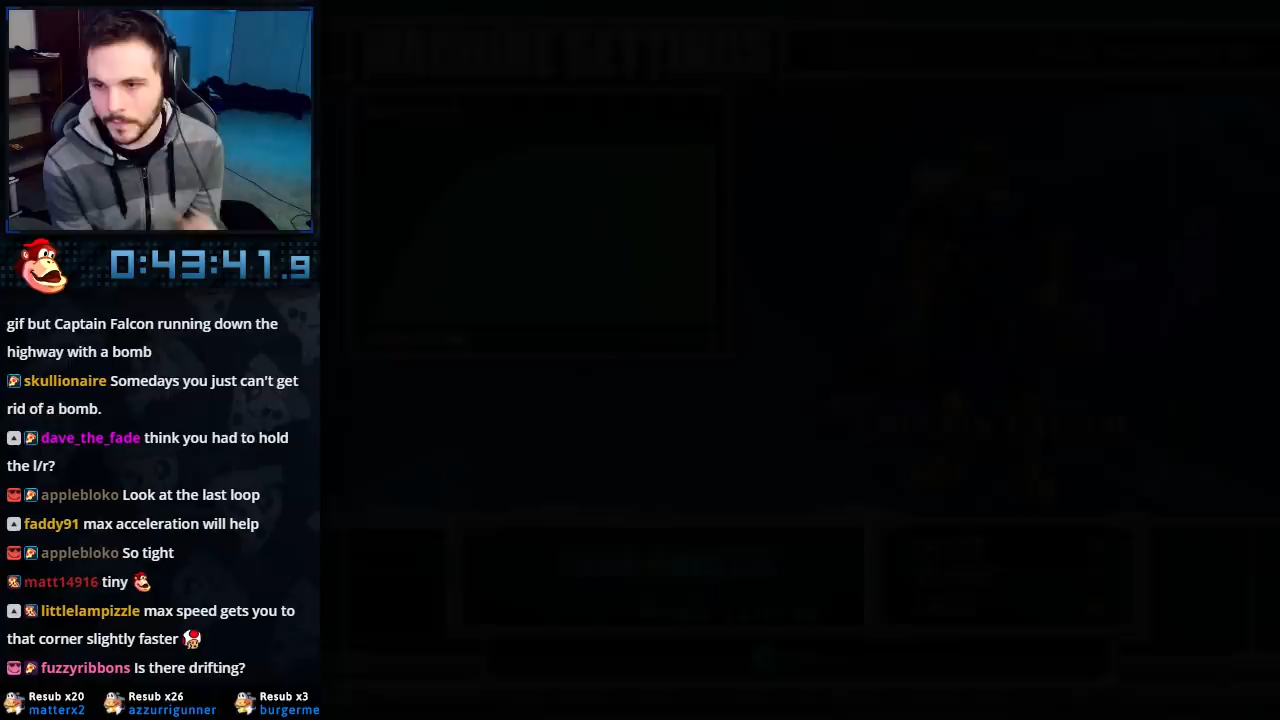 MACHINE SETTINGS
0:43:41.9
gif but Captain Falcon running down the
highway with a bomb
skullionaire Somedays you just can't get
rid of a bomb.
dave_the_fade think you had to hold
the l/r?
applebloko Look at the last loop
faddy91 max acceleration will help
applebloko So tight
matt14916 tiny
littlelampizzle max speed gets you to
that corner slightly faster
fuzzyribbons Is there drifting?
Resub x20
matterx2
Resub x26
azzurrigunner
Resub x3
burgerme